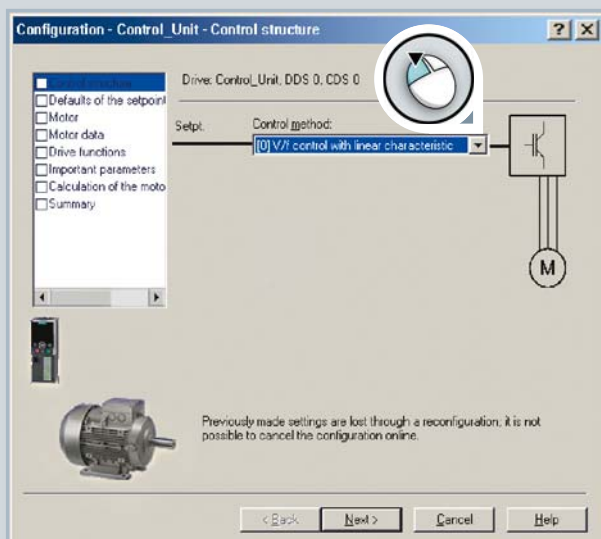 Configuration - Control_Unit - Control structure
Control structure
Defaults of the setpoint
Motor
Motor data
Drive functions
Important parameters
Calculation of the moto
Summary
Drive: Control_Unit, DDS 0, CDS 0
Setpt.
Control method:
[0] V/f control with linear characteristic
M
Previously made settings are lost through a reconfiguration; it is not
possible to cancel the configuration online.
< Back
Next >
Cancel
Help